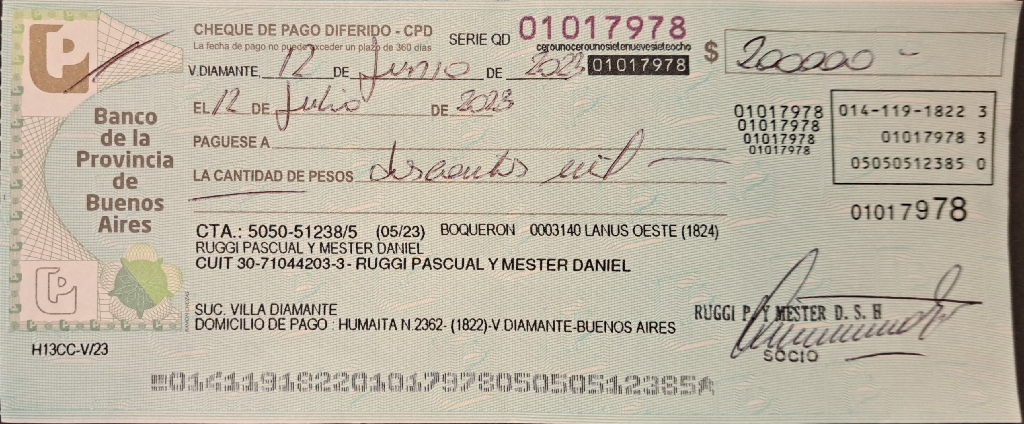 CHEQUE DE PAGO DIFERIDO - CPD
La fecha de pago no puede exceder un plazo de 360 días
SERIE QD 01017978
cerounocerounosietenuevesieteocho
01017978
$ 200000 -
V.DIAMANTE, 12 DE Junio DE 2023
EL 12 DE Julio DE 2023
PAGUESE A
LA CANTIDAD DE PESOS doscientos mil
Banco
de la
Provincia
de
Buenos
Aires
01017978
01017978
01017978
01017978
014-119-1822 3
01017978 3
05050512385 0
01017978
CTA.: 5050-51238/5 (05/23) BOQUERON 0003140 LANUS OESTE (1824)
RUGGI PASCUAL Y MESTER DANIEL
CUIT 30-71044203-3 - RUGGI PASCUAL Y MESTER DANIEL
SUC. VILLA DIAMANTE
DOMICILIO DE PAGO : HUMAITA N.2362- (1822)-V.DIAMANTE-BUENOS AIRES
RUGGI P. Y MESTER D. S. H
SOCIO
H13CC-V/23
01411918220101797805050512385